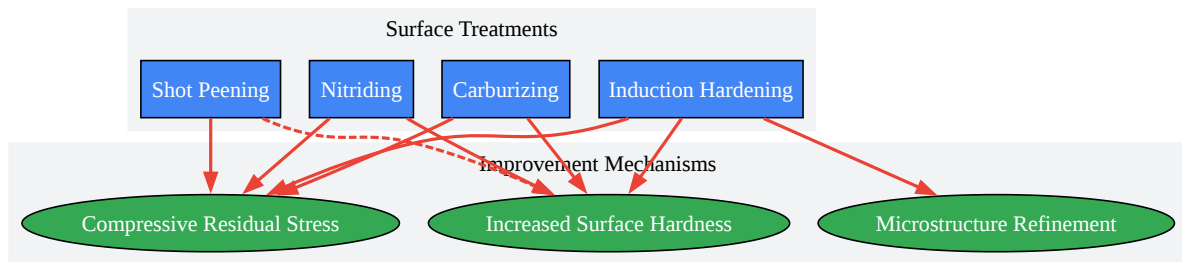 Surface Treatments
Shot Peening
Nitriding
Carburizing
Induction Hardening
Improvement Mechanisms
Compressive Residual Stress
Increased Surface Hardness
Microstructure Refinement